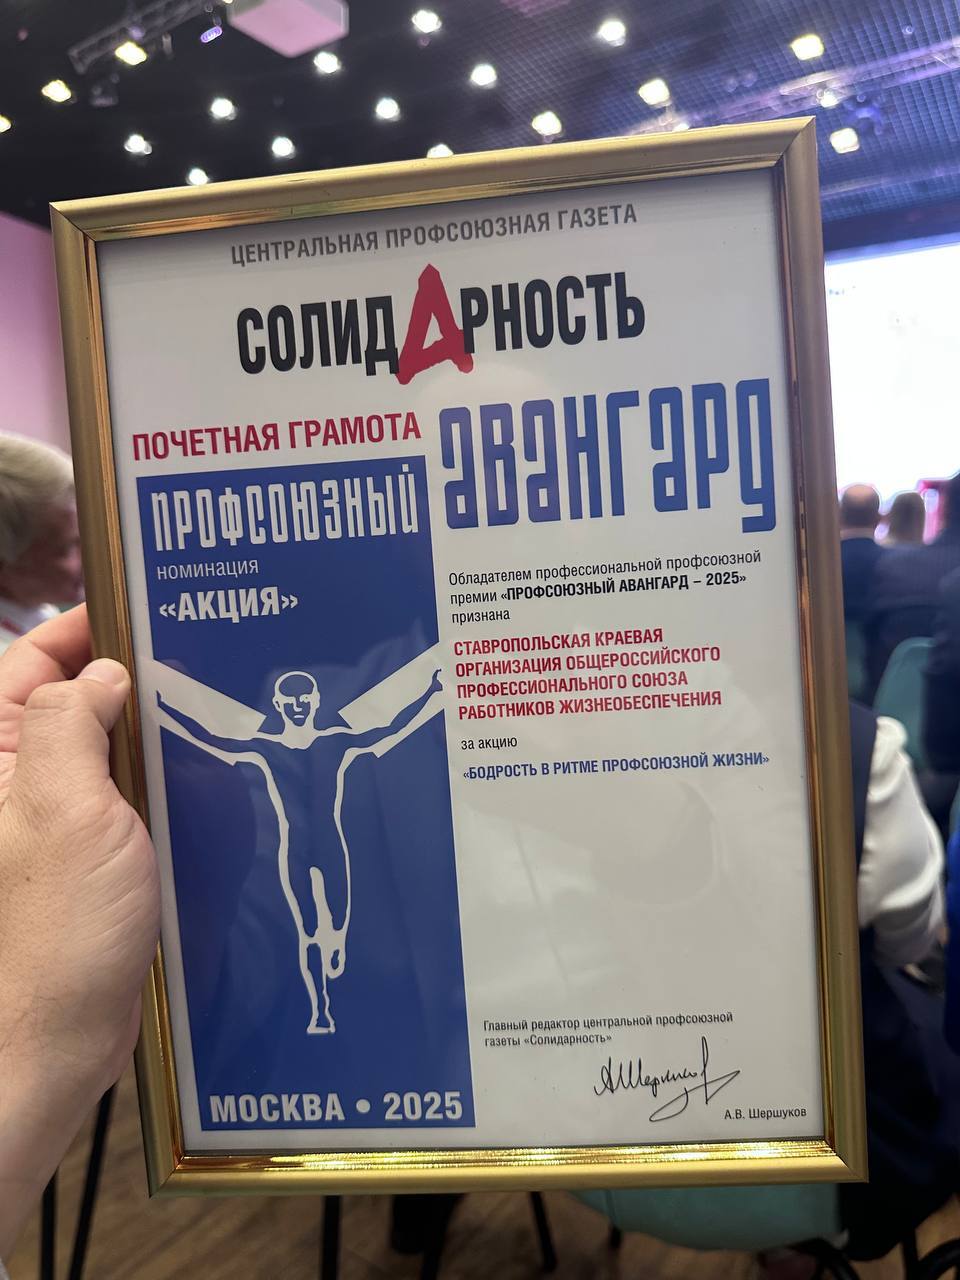 ЦЕНТРАЛЬНАЯ ПРОФСОЮЗНАЯ ГАЗЕТА
СОЛИДАРНОСТЬ
ПОЧЕТНАЯ ГРАМОТА
ПРОФСОЮЗНЫЙ
авангард
номинация
«АКЦИЯ»
Обладателем профессиональной профсоюзной
премии «ПРОФСОЮЗНЫЙ АВАНГАРД – 2025»
признана
СТАВРОПОЛЬСКАЯ КРАЕВАЯ
ОРГАНИЗАЦИЯ ОБЩЕРОССИЙСКОГО
ПРОФЕССИОНАЛЬНОГО СОЮЗА
РАБОТНИКОВ ЖИЗНЕОБЕСПЕЧЕНИЯ
за акцию
«БОДРОСТЬ В РИТМЕ ПРОФСОЮЗНОЙ ЖИЗНИ»
Главный редактор центральной профсоюзной
газеты «Солидарность»
А.В. Шершуков
МОСКВА • 2025